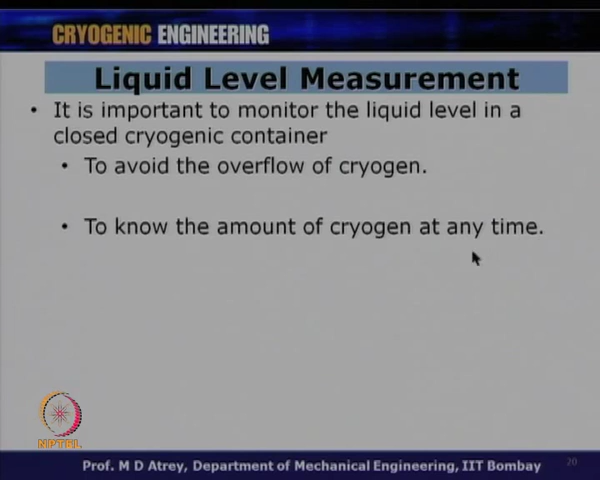 CRYOGENIC ENGINEERING
Liquid Level Measurement
• It is important to monitor the liquid level in a
closed cryogenic container
• To avoid the overflow of cryogen.
• To know the amount of cryogen at any time.
NPTEL
Prof. M D Atrey, Department of Mechanical Engineering, IIT Bombay
20